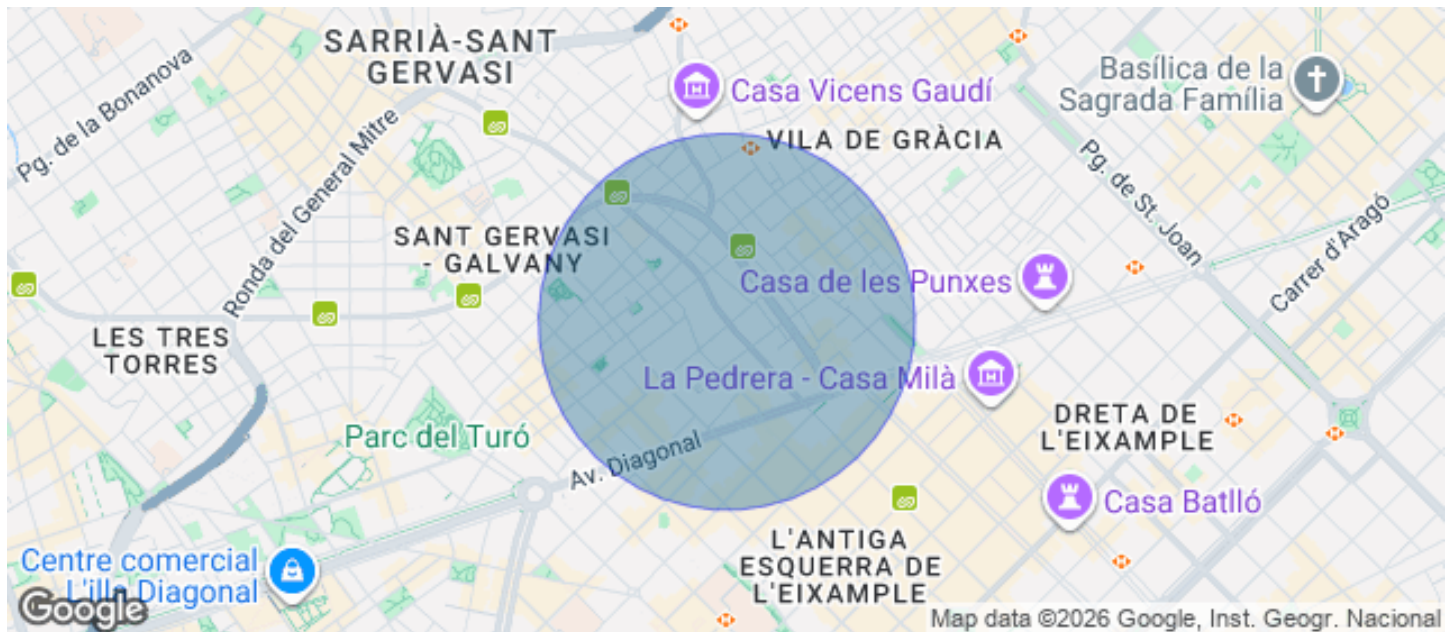 SARRIÀ-SANT
GERVASI
Pg. de la Bonanova
Ronda del General Mitre
Casa Vicens Gaudí
VILA DE GRÀCIA
Basílica de la
Sagrada Família
Pg. de St. Joan
Carrer d'Aragó
SANT GERVASI
- GALVANY
Casa de les Punxes
LES TRES
TORRES
La Pedrera - Casa Milà
DRETA DE
L'EIXAMPLE
Parc del Turó
Av. Diagonal
Casa Batlló
L'ANTIGA
ESQUERRA DE
L'EIXAMPLE
Centre comercial
L'illa Diagonal
Google
Map data ©2026 Google, Inst. Geogr. Nacional